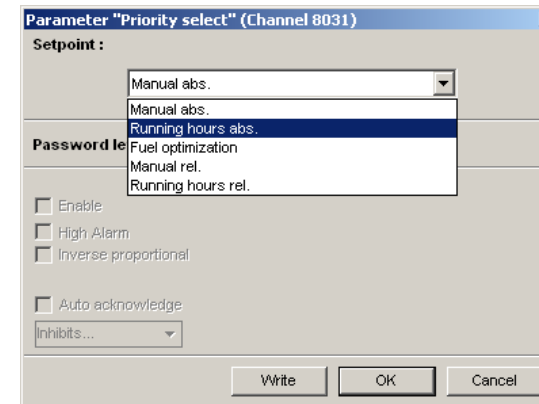 Parameter "Priority select" (Channel 8031)
Setpoint :
Manual abs.
Manual abs.
Running hours abs.
Fuel optimization
Manual rel.
Running hours rel.
Password le
Enable
High Alarm
Inverse proportional
Auto acknowledge
Inhibits...
Write OK Cancel